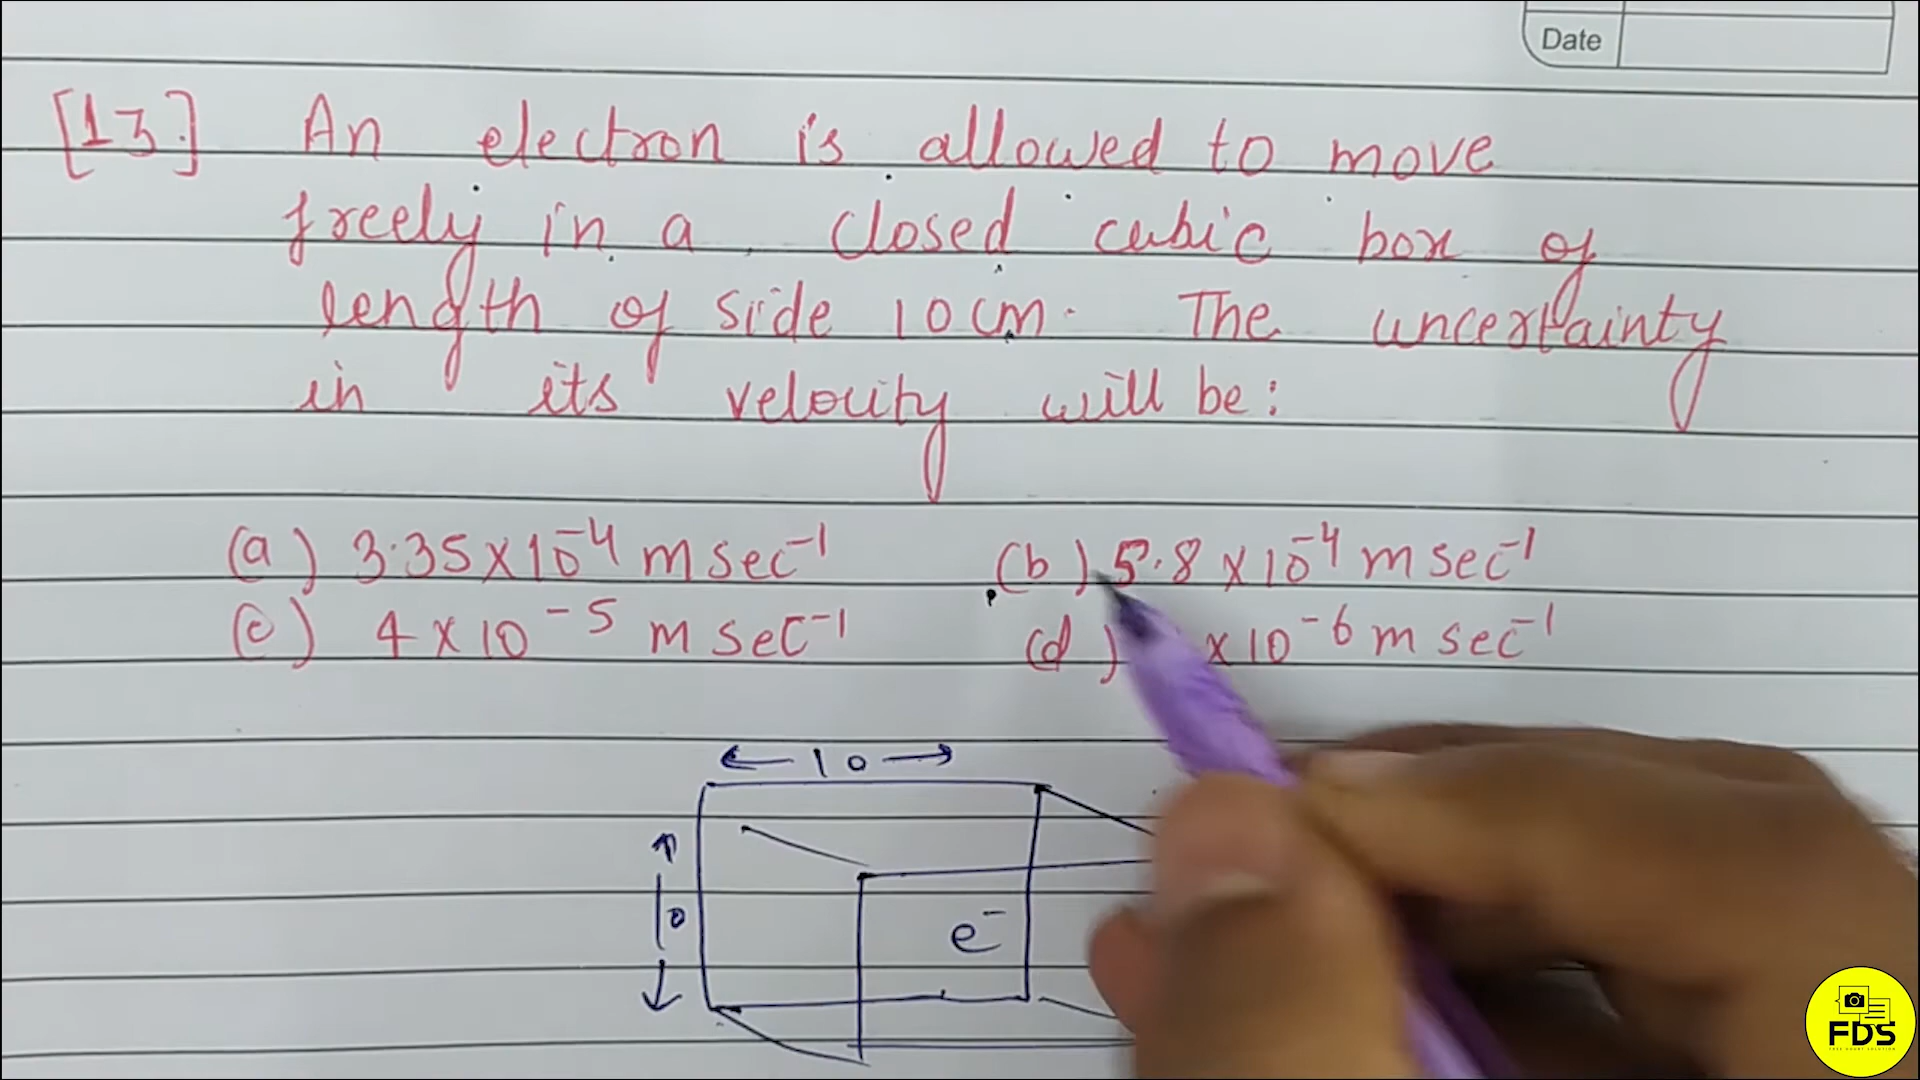 Date
[13.] An electron is allowed to move
freely in a closed cubic box of
length of side 10 cm. The uncertainty
in its velocity will be:
(a) 3.35×10⁻⁴ m sec⁻¹ (b) 5.8×10⁻⁴ m sec⁻¹
(c) 4×10⁻⁵ m sec⁻¹ (d) ×10⁻⁶ m sec⁻¹
10
10
e⁻
FDS